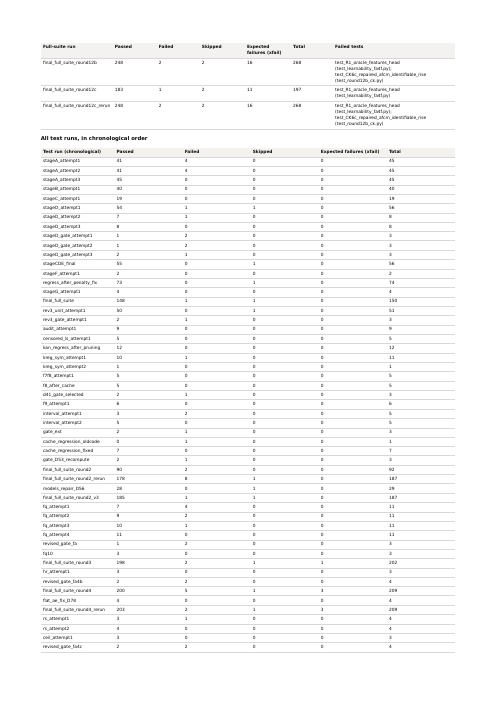 Full-suite run Passed Failed Skipped Expected failures (xfail) Total Failed tests
final_full_suite_round12b 248 2 2 16 268 test_R1_oracle_features_head
(test_learnability_fa4f.py);
test_CK6c_repaired_afcm_identifiable_rise
(test_round12b_ck.py)
final_full_suite_round12c 183 1 2 11 197 test_R1_oracle_features_head
(test_learnability_fa4f.py)
final_full_suite_round12c_rerun 248 2 2 16 268 test_R1_oracle_features_head
(test_learnability_fa4f.py);
test_CK6c_repaired_afcm_identifiable_rise
(test_round12b_ck.py)
All test runs, in chronological order
Test run (chronological) Passed Failed Skipped Expected failures (xfail) Total
stageA_attempt1 41 4 0 0 45
stageA_attempt2 41 4 0 0 45
stageA_attempt3 45 0 0 0 45
stageB_attempt1 40 0 0 0 40
stageC_attempt1 19 0 0 0 19
stageD_attempt1 54 1 1 0 56
stageD_attempt2 7 1 0 0 8
stageD_attempt3 8 0 0 0 8
stageD_gate_attempt1 1 2 0 0 3
stageD_gate_attempt2 1 2 0 0 3
stageD_gate_attempt3 2 1 0 0 3
stageCDE_final 55 0 1 0 56
stageF_attempt1 2 0 0 0 2
regress_after_penalty_fix 73 0 1 0 74
stageG_attempt1 4 0 0 0 4
final_full_suite 148 1 1 0 150
rev3_unit_attempt1 50 0 1 0 51
rev3_gate_attempt1 2 1 0 0 3
audit_attempt1 9 0 0 0 9
censored_ls_attempt1 5 0 0 0 5
kan_regress_after_pruning 12 0 0 0 12
kreg_sym_attempt1 10 1 0 0 11
kreg_sym_attempt2 1 0 0 0 1
f7f8_attempt1 5 0 0 0 5
f8_after_cache 5 0 0 0 5
d41_gate_selected 2 1 0 0 3
f9_attempt1 6 0 0 0 6
interval_attempt1 3 2 0 0 5
interval_attempt2 5 0 0 0 5
gate_ext 2 1 0 0 3
cache_regression_oldcode 0 1 0 0 1
cache_regression_fixed 7 0 0 0 7
gate_D53_recompute 2 1 0 0 3
final_full_suite_round2 90 2 0 0 92
final_full_suite_round2_rerun 178 8 1 0 187
models_repair_D56 28 0 1 0 29
final_full_suite_round2_v3 185 1 1 0 187
fq_attempt1 7 4 0 0 11
fq_attempt2 9 2 0 0 11
fq_attempt3 10 1 0 0 11
fq_attempt4 11 0 0 0 11
revised_gate_fa 1 2 0 0 3
fq10 3 0 0 0 3
final_full_suite_round3 198 2 1 1 202
hr_attempt1 3 0 0 0 3
revised_gate_fa4b 2 2 0 0 4
final_full_suite_round4 200 5 1 3 209
flat_ae_fix_D78 4 0 0 0 4
final_full_suite_round4_rerun 203 2 1 3 209
rs_attempt1 3 1 0 0 4
rs_attempt2 4 0 0 0 4
ceil_attempt1 3 0 0 0 3
revised_gate_fa4c 2 2 0 0 4